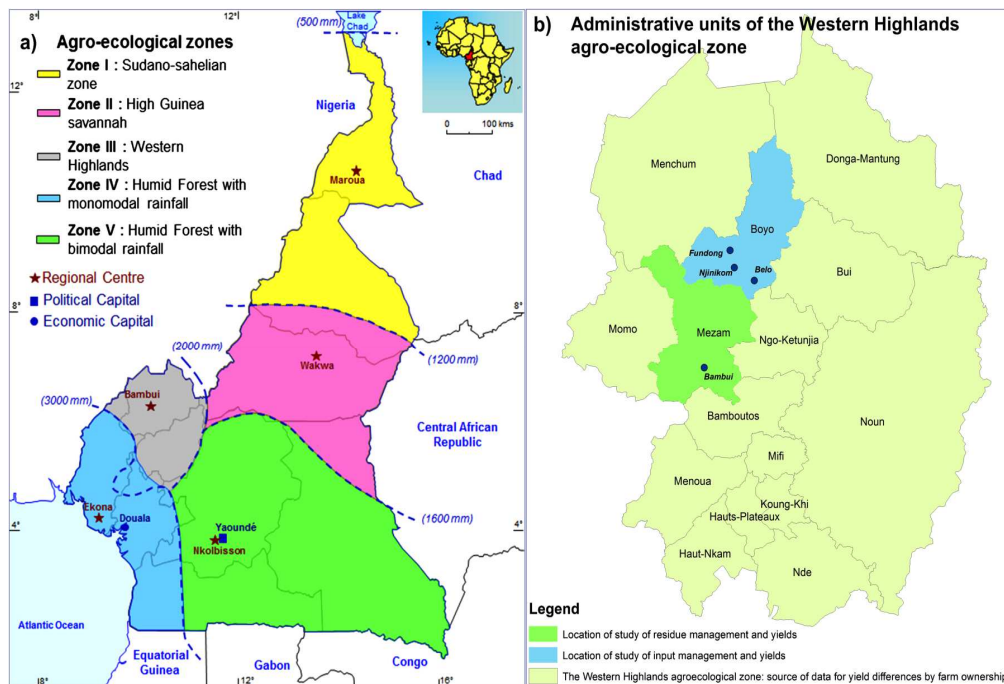 a) Agro-ecological zones
Zone I : Sudano-sahelian
zone
Zone II : High Guinea
savannah
Zone III : Western
Highlands
Zone IV : Humid Forest with
monomodal rainfall
Zone V : Humid Forest with
bimodal rainfall
Regional Centre
Political Capital
Economic Capital
8°
12°
(500 mm)
Lake
Chad
0 100 kms
12°
Nigeria
Maroua
Chad
8°
8°
(2000 mm)
(1200 mm)
Wakwa
(3000 mm)
Bambui
Central African
Republic
Ekona
Douala
Yaoundè
Nkolbisson
4°
4°
(1600 mm)
Atlantic Ocean
Equatorial
Guinea
Gabon
Congo
8°
12°
16°
b) Administrative units of the Western Highlands
agro-ecological zone
Menchum
Donga-Mantung
Boyo
Fundong
Njinikom
Belo
Bui
Momo
Mezam
Ngo-Ketunjia
Bambui
Bamboutos
Noun
Mifi
Menoua
Koung-Khi
Hauts-Plateaux
Haut-Nkam
Nde
Legend
Location of study of residue management and yields
Location of study of input management and yields
The Western Highlands agroecological zone: source of data for yield differences by farm ownership